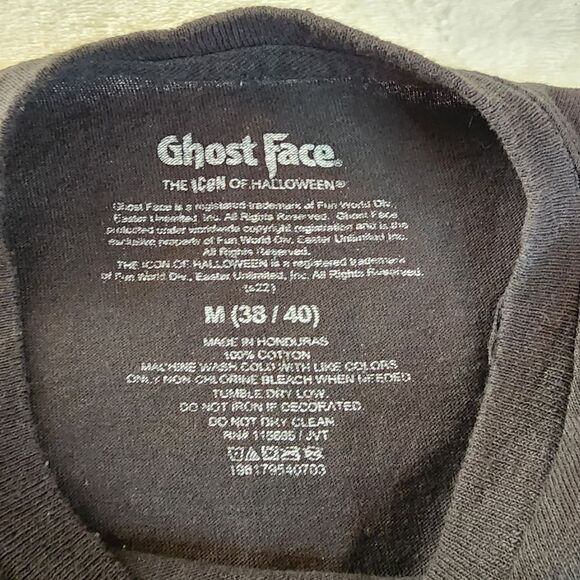 Ghost Face®
THE ICON OF HALLOWEEN®
Ghost Face is a registered trademark of Fun World Div.,
Easter Unlimited, Inc. All Rights Reserved. Ghost Face
protected under worldwide copyright registration and is the
exclusive property of Fun World Div. Easter Unlimited Inc.
All Rights Reserved.
THE ICON OF HALLOWEEN is a registered trademark
of Fun World Div., Easter Unlimited, Inc. All Rights Reserved.
(s22)
M (38 / 40)
MADE IN HONDURAS
100% COTTON
MACHINE WASH COLD WITH LIKE COLORS
ONLY NON CHLORINE BLEACH WHEN NEEDED
TUMBLE DRY LOW.
DO NOT IRON IF DECORATED.
DO NOT DRY CLEAN.
RN# / JVT
198179540703